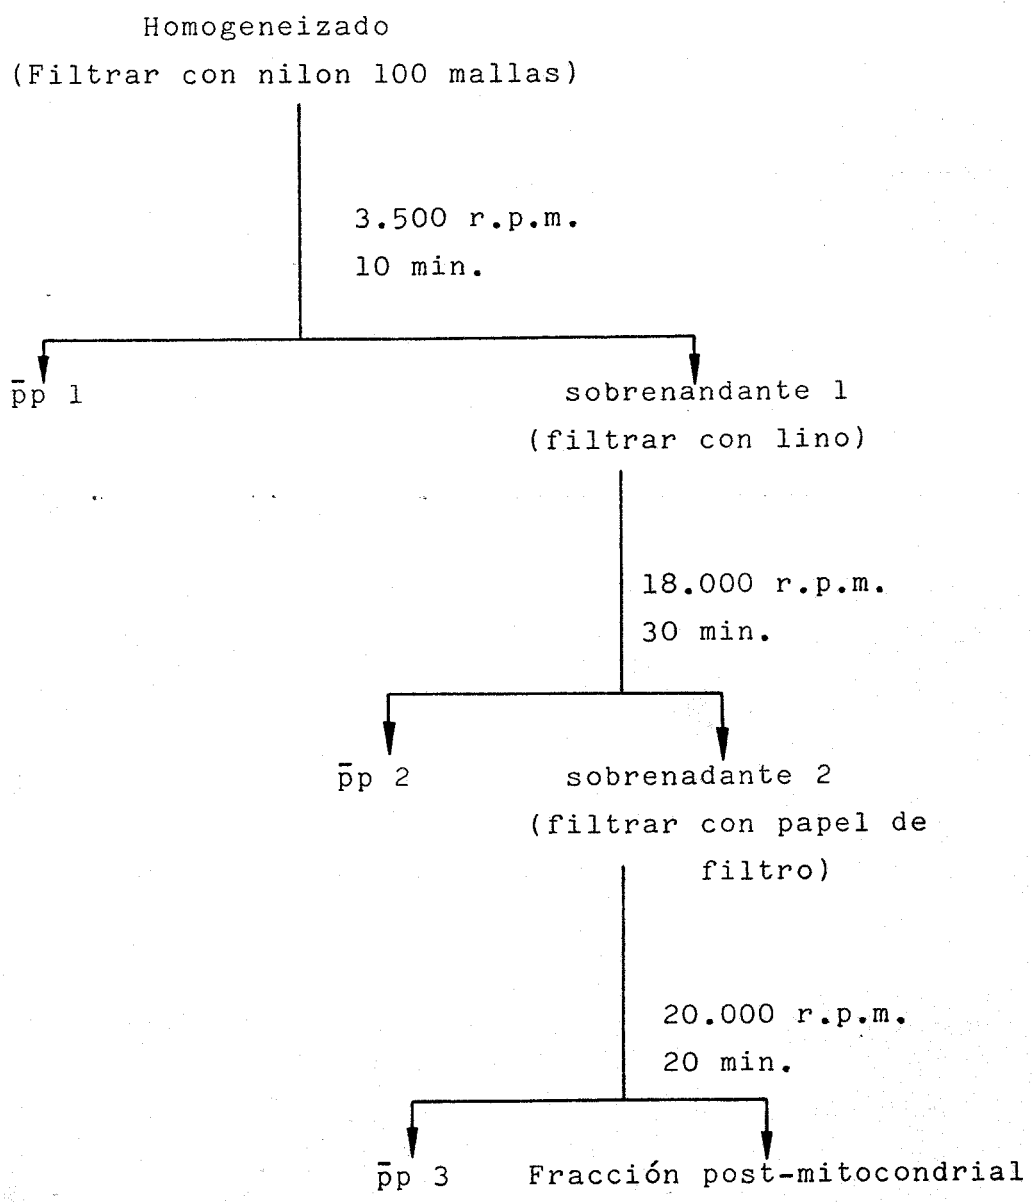 Homogeneizado
(Filtrar con nilon 100 mallas)
3.500 r.p.m.
10 min.
p̄p 1
sobrenandante 1
(filtrar con lino)
18.000 r.p.m.
30 min.
p̄p 2
sobrenadante 2
(filtrar con papel de
filtro)
20.000 r.p.m.
20 min.
p̄p 3
Fracción post-mitocondrial